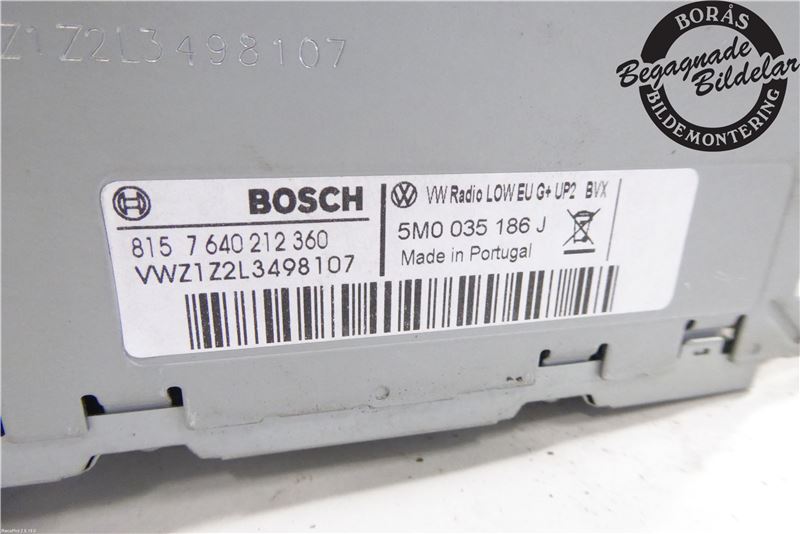 Z1Z2L3498107
BORÅS
Begagnade
Bildelar
BILDEMONTERING
BOSCH
815 7 640 212 360
VWZ1Z2L3498107
VW Radio LOW EU G+ UP2 BVX
5M0 035 186 J
Made in Portugal